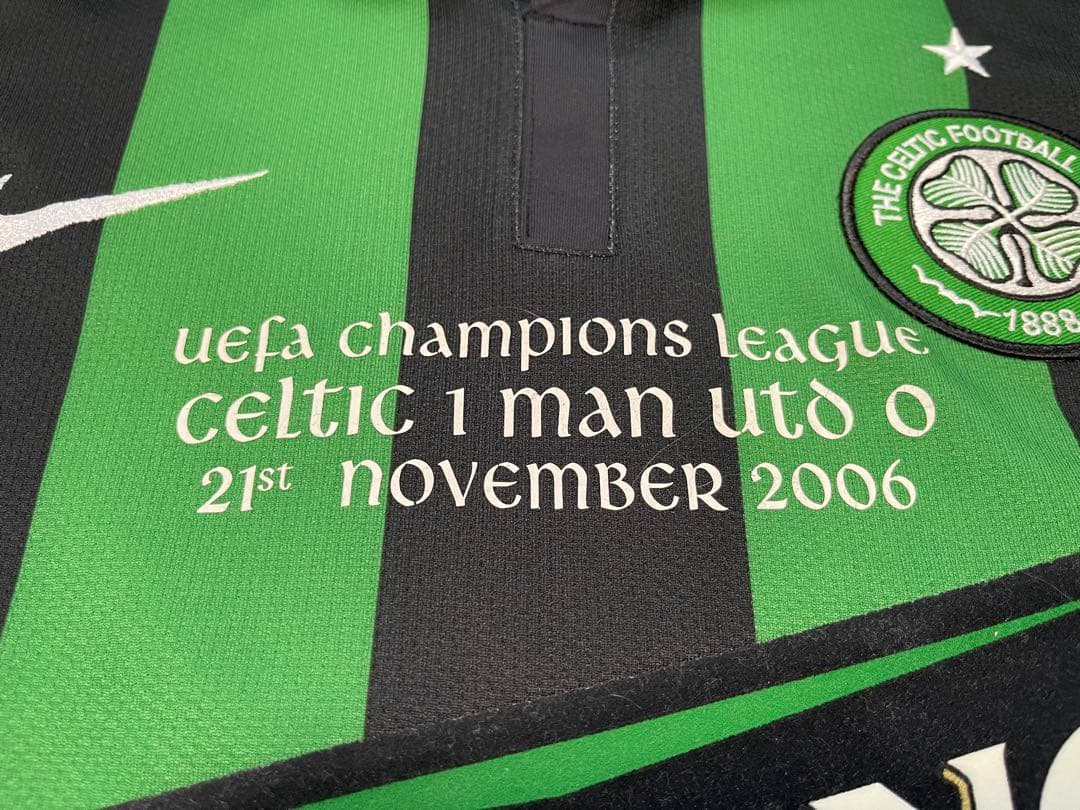 THE CELTIC FOOTBALL
1888
UEFA Champions League
Celtic 1 Man Utd 0
21st November 2006